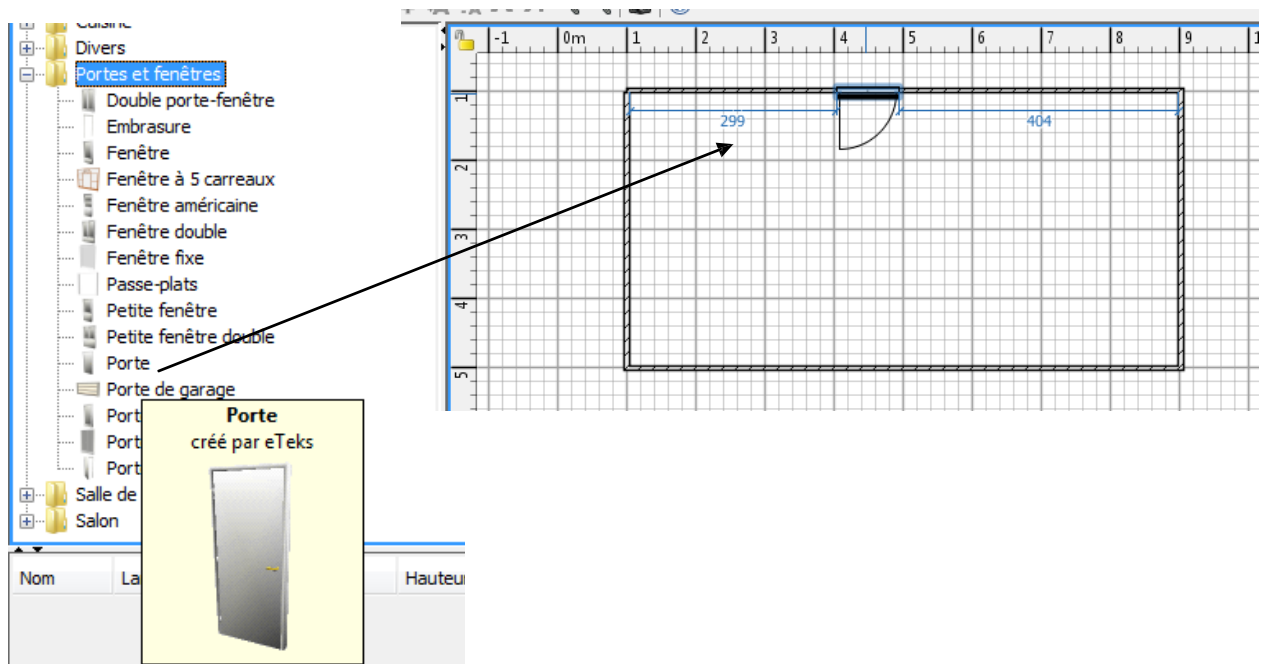 Cuisine
Divers
Portes et fenêtres
Double porte-fenêtre
Embrasure
Fenêtre
Fenêtre à 5 carreaux
Fenêtre américaine
Fenêtre double
Fenêtre fixe
Passe-plats
Petite fenêtre
Petite fenêtre double
Porte
Porte de garage
Port
Port
Port
Salle de
Salon
Porte
créé par eTeks
Nom La Hauteu
-1 0m 1 2 3 4 5 6 7 8 9 1
1
2
3
4
5
299 404